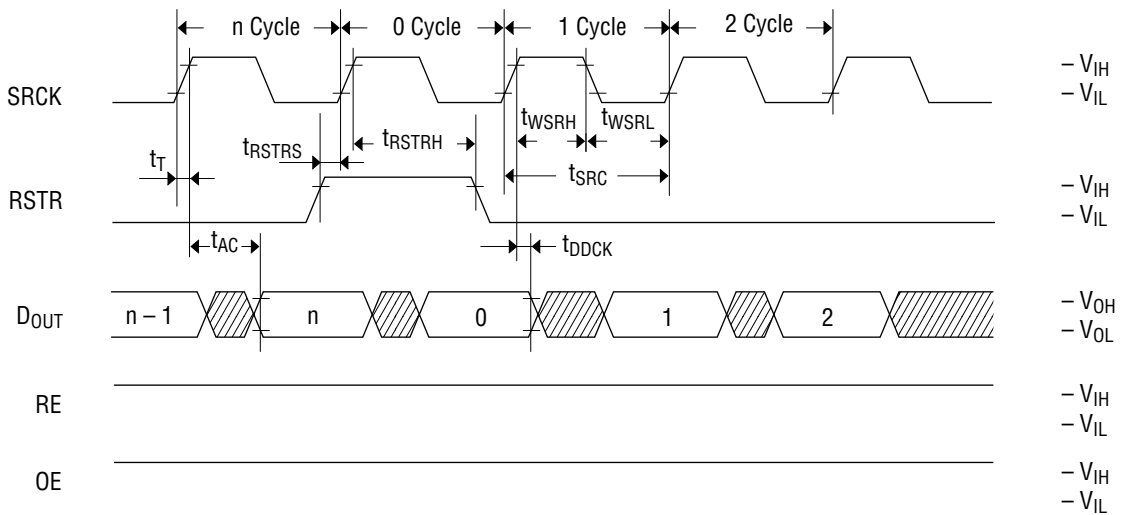 n Cycle 0 Cycle 1 Cycle 2 Cycle
SRCK – VIH
– VIL
tWSRH tWSRL
tRSTRS tRSTRH
tT tSRC
RSTR – VIH
– VIL
tAC tDDCK
DOUT n – 1 n 0 1 2 – VOH
– VOL
RE – VIH
– VIL
OE – VIH
– VIL